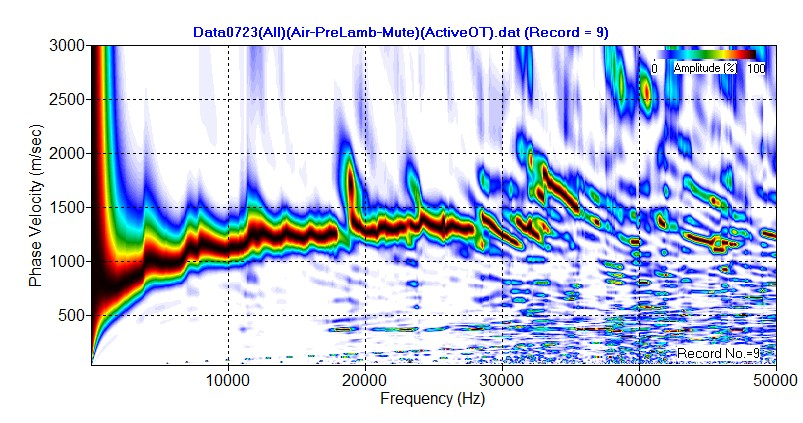 Data0723(All)(Air-PreLamb-Mute)(ActiveOT).dat (Record = 9)
3000
0 Amplitude (%) 100
2500
2000
Phase Velocity (m/sec)
1500
1000
500
Record No.=9
10000 20000 30000 40000 50000
Frequency (Hz)